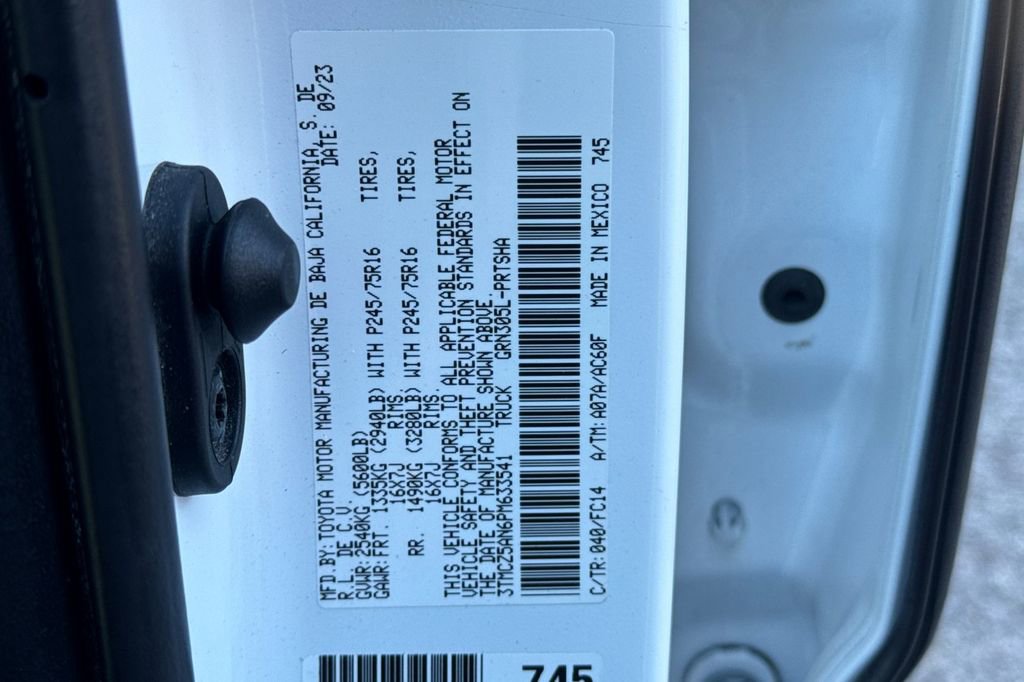 MFD.BY:TOYOTA MOTOR MANUFACTURING DE BAJA CALIFORNIA, S. DE
R.L. DE C.V. DATE: 09/23
GVWR:2540KG (5600LB)
GAWR:FRT. 1335KG (2940LB) WITH P245/75R16 TIRES,
16X7J RIMS.
RR. 1490KG (3280LB) WITH P245/75R16 TIRES,
16X7J RIMS.
THIS VEHICLE CONFORMS TO ALL APPLICABLE FEDERAL MOTOR
VEHICLE SAFETY AND THEFT PREVENTION STANDARDS IN EFFECT ON
THE DATE OF MANUFACTURE SHOWN ABOVE.
3TMCZ5AN6PM633541 TRUCK GRN305L-PRTSHA
C/TR:040/FC14 A/TM:A07A/AC60F MADE IN MEXICO 745
745